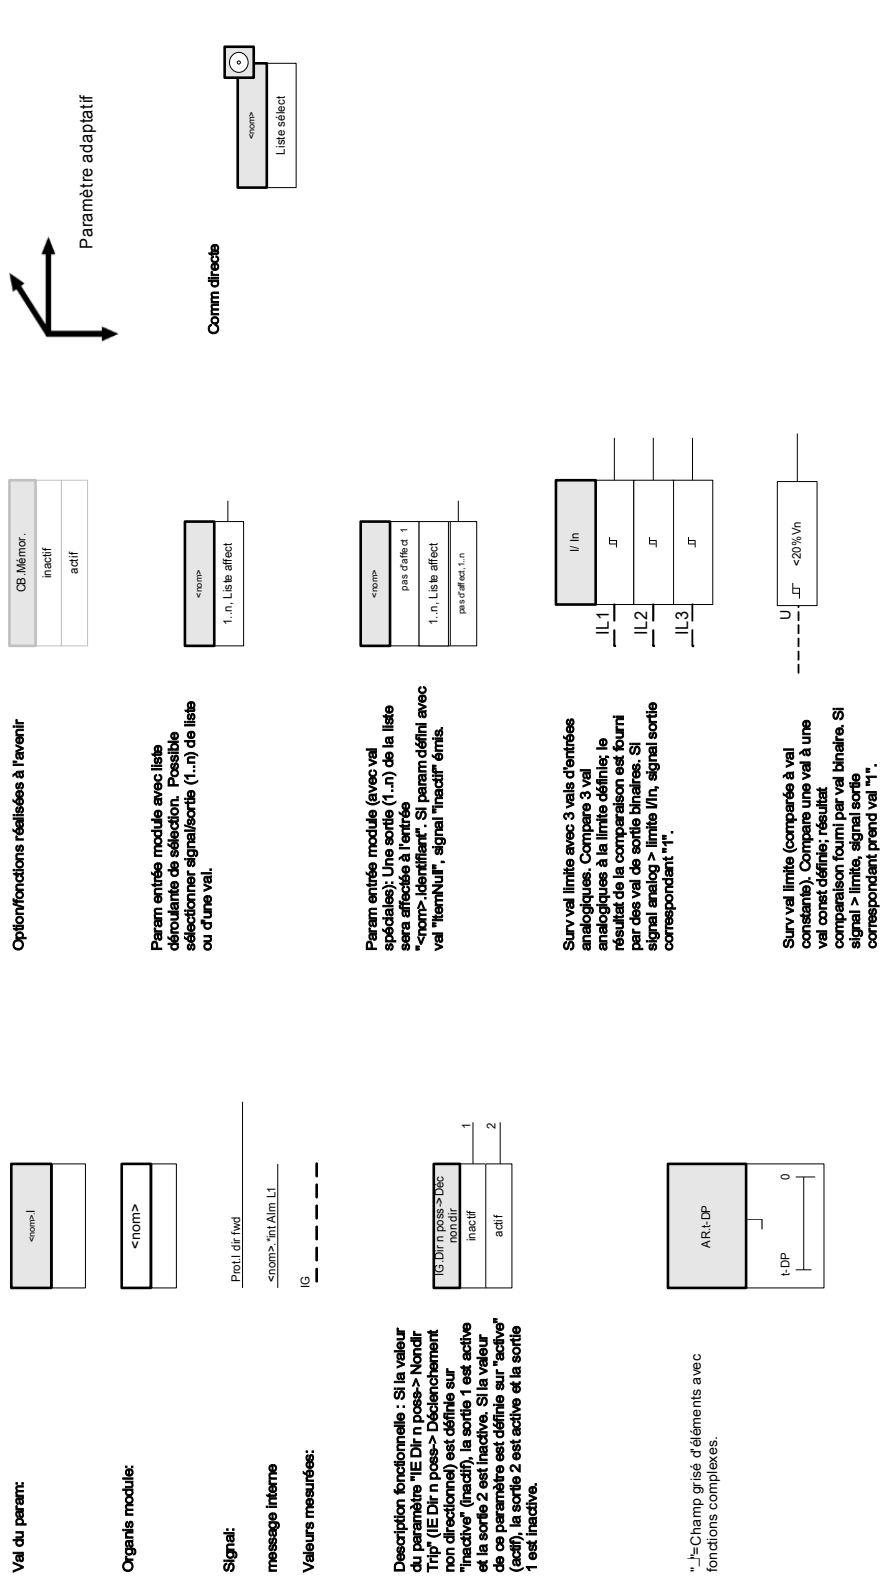 Val du param:
<nom>.I
Organis module:
<nom>
Signal:
Prot.I dir fwd
message interne
<nom>.*int Alm L1
Valeurs mesurées:
IG
Description fonctionnelle : Si la valeur
du paramètre "IE Dir n poss-> Nondir
Trip" (IE Dir n poss-> Déclenchement
non directionnel) est définie sur
"inactive" (inactif), la sortie 1 est active
et la sortie 2 est inactive. Si la valeur
de ce paramètre est définie sur "active"
(actif), la sortie 2 est active et la sortie
1 est inactive.
IG.Dir n poss->Déc
nondir
inactif
actif
1
2
"_|"=Champ grisé d'éléments avec
fonctions complexes.
AR.t-DP
t-DP
0
Option/fonctions réalisées à l'avenir
CB.Mémor.
inactif
actif
Param entrée module avec liste
déroulante de sélection. Possible
sélectionner signal/sortie (1..n) de liste
ou d'une val.
<nom>
1..n, Liste affect
Param entrée module (avec val
spéciales): Une sortie (1..n) de la liste
sera affectée à l'entrée
"<nom>.Identifiant". Si param défini avec
val "ItemNull", signal "inactif" émis.
<nom>
pas d'affect 1
1..n, Liste affect
pas d'affect,1..n
Surv val limite avec 3 vals d'entrées
analogiques. Compare 3 val
analogiques à la limite définie; le
résultat de la comparaison est fourni
par des val de sortie binaires. Si
signal analog > limite I/In, signal sortie
correspondant "1".
I/ In
IL1
IL2
IL3
Surv val limite (comparée à val
constante). Compare une val à une
val const définie; résultat
comparaison fourni par val binaire. Si
signal > limite, signal sortie
correspondant prend val "1".
U
<20%Vn
Paramètre adaptatif
Comm directe
<nom>
Liste sélect